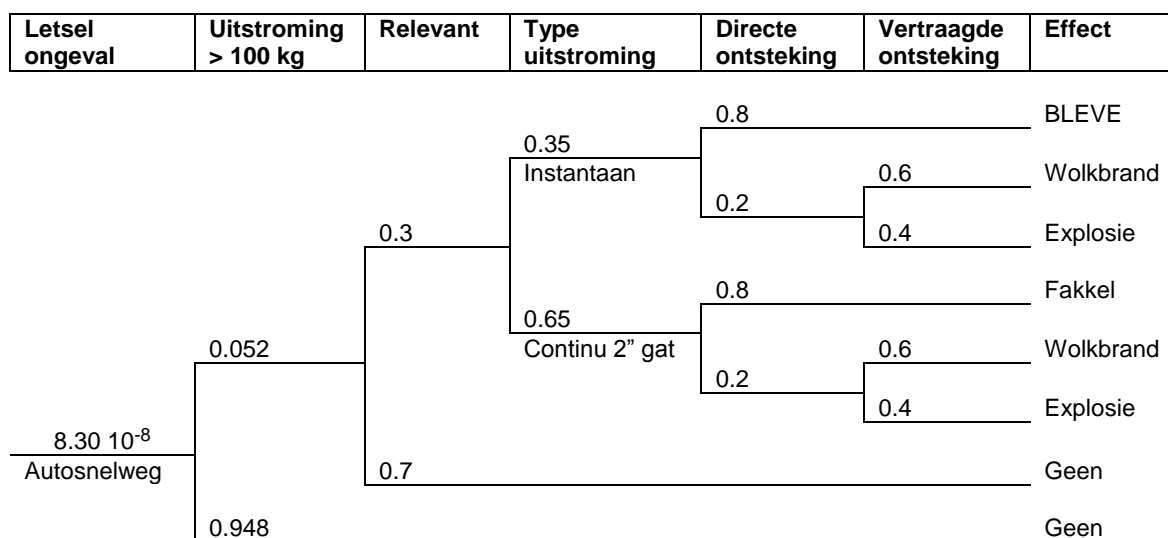 Letsel ongeval
Uitstroming > 100 kg
Relevant
Type uitstroming
Directe ontsteking
Vertraagde ontsteking
Effect
0.8
BLEVE
0.35
Instantaan
0.6
Wolkbrand
0.2
0.3
0.4
Explosie
0.8
Fakkel
0.65
Continu 2” gat
0.052
0.6
Wolkbrand
0.2
0.4
Explosie
8.30 10-8
Autosnelweg
0.7
Geen
0.948
Geen